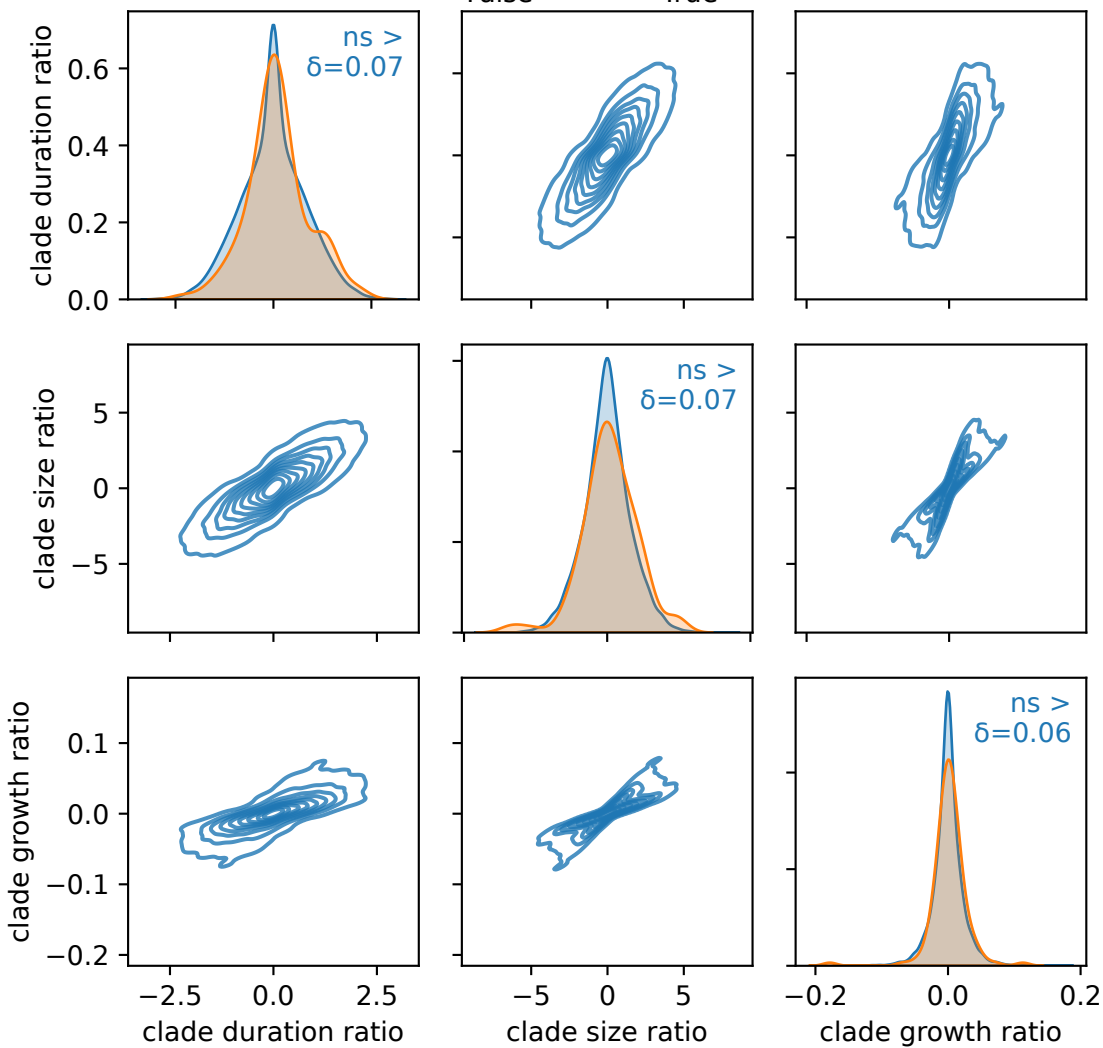 True
clade duration ratio
0.6
0.4
0.2
0.0
ns >
δ=0.07
clade size ratio
5
0
−5
ns >
δ=0.07
clade growth ratio
0.1
0.0
−0.1
−0.2
ns >
δ=0.06
−2.5 0.0 2.5
−5 0 5
−0.2 0.0 0.2
clade duration ratio
clade size ratio
clade growth ratio